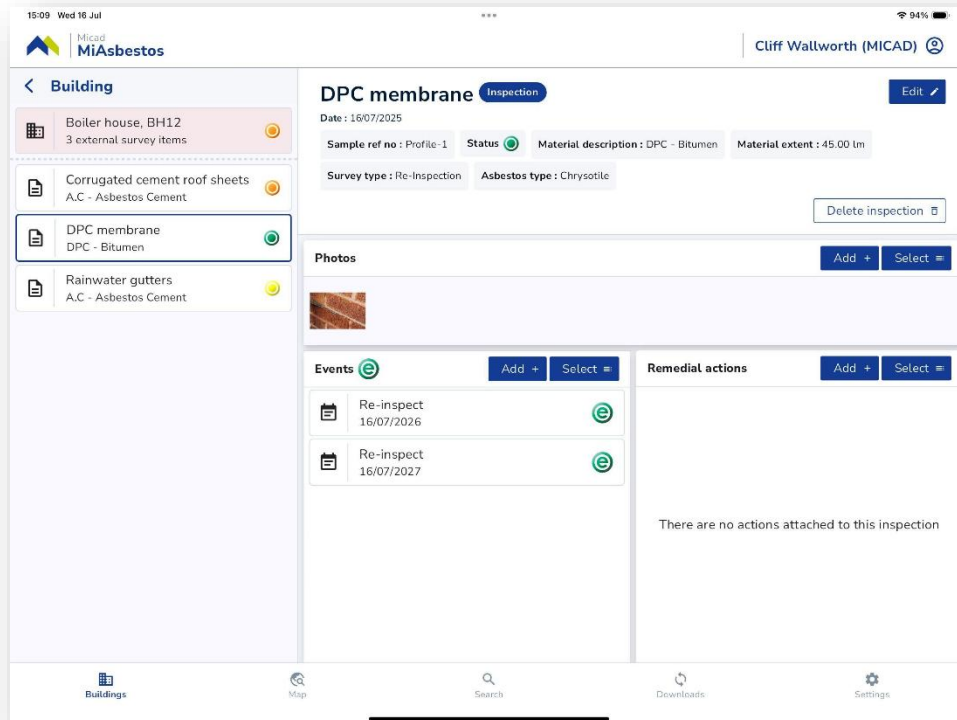 15:09 Wed 16 Jul
94%
Micad
MiAsbestos
Cliff Wallworth (MICAD)
Building
Boiler house, BH12
3 external survey items
Corrugated cement roof sheets
A.C - Asbestos Cement
DPC membrane
DPC - Bitumen
Rainwater gutters
A.C - Asbestos Cement
DPC membrane Inspection
Edit
Date : 16/07/2025
Sample ref no : Profile-1 Status Material description : DPC - Bitumen Material extent : 45.00 lm
Survey type : Re-Inspection Asbestos type : Chrysotile
Delete inspection
Photos Add + Select
Events e Add + Select
Re-inspect
16/07/2026
e
Re-inspect
16/07/2027
e
Remedial actions Add + Select
There are no actions attached to this inspection
Buildings Map Search Downloads Settings